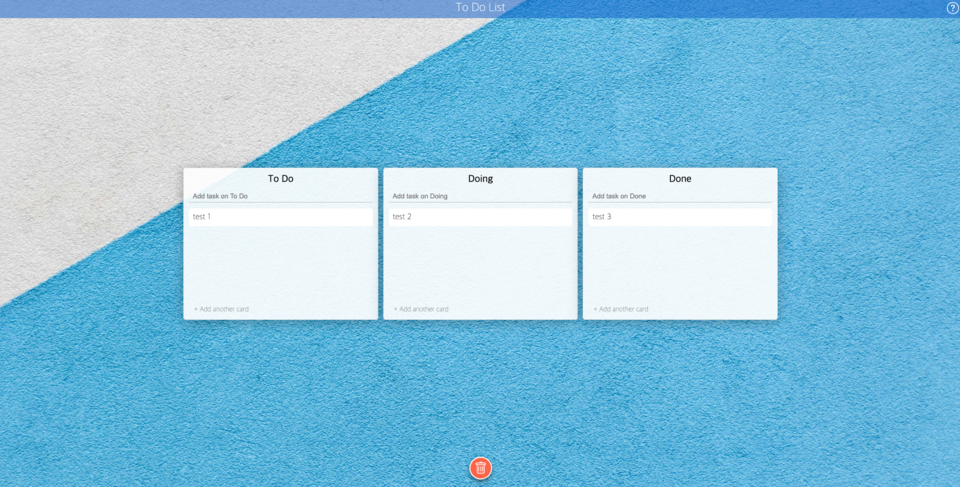 To Do List
?
To Do
Add task on To Do
test 1
+ Add another card
Doing
Add task on Doing
test 2
+ Add another card
Done
Add task on Done
test 3
+ Add another card